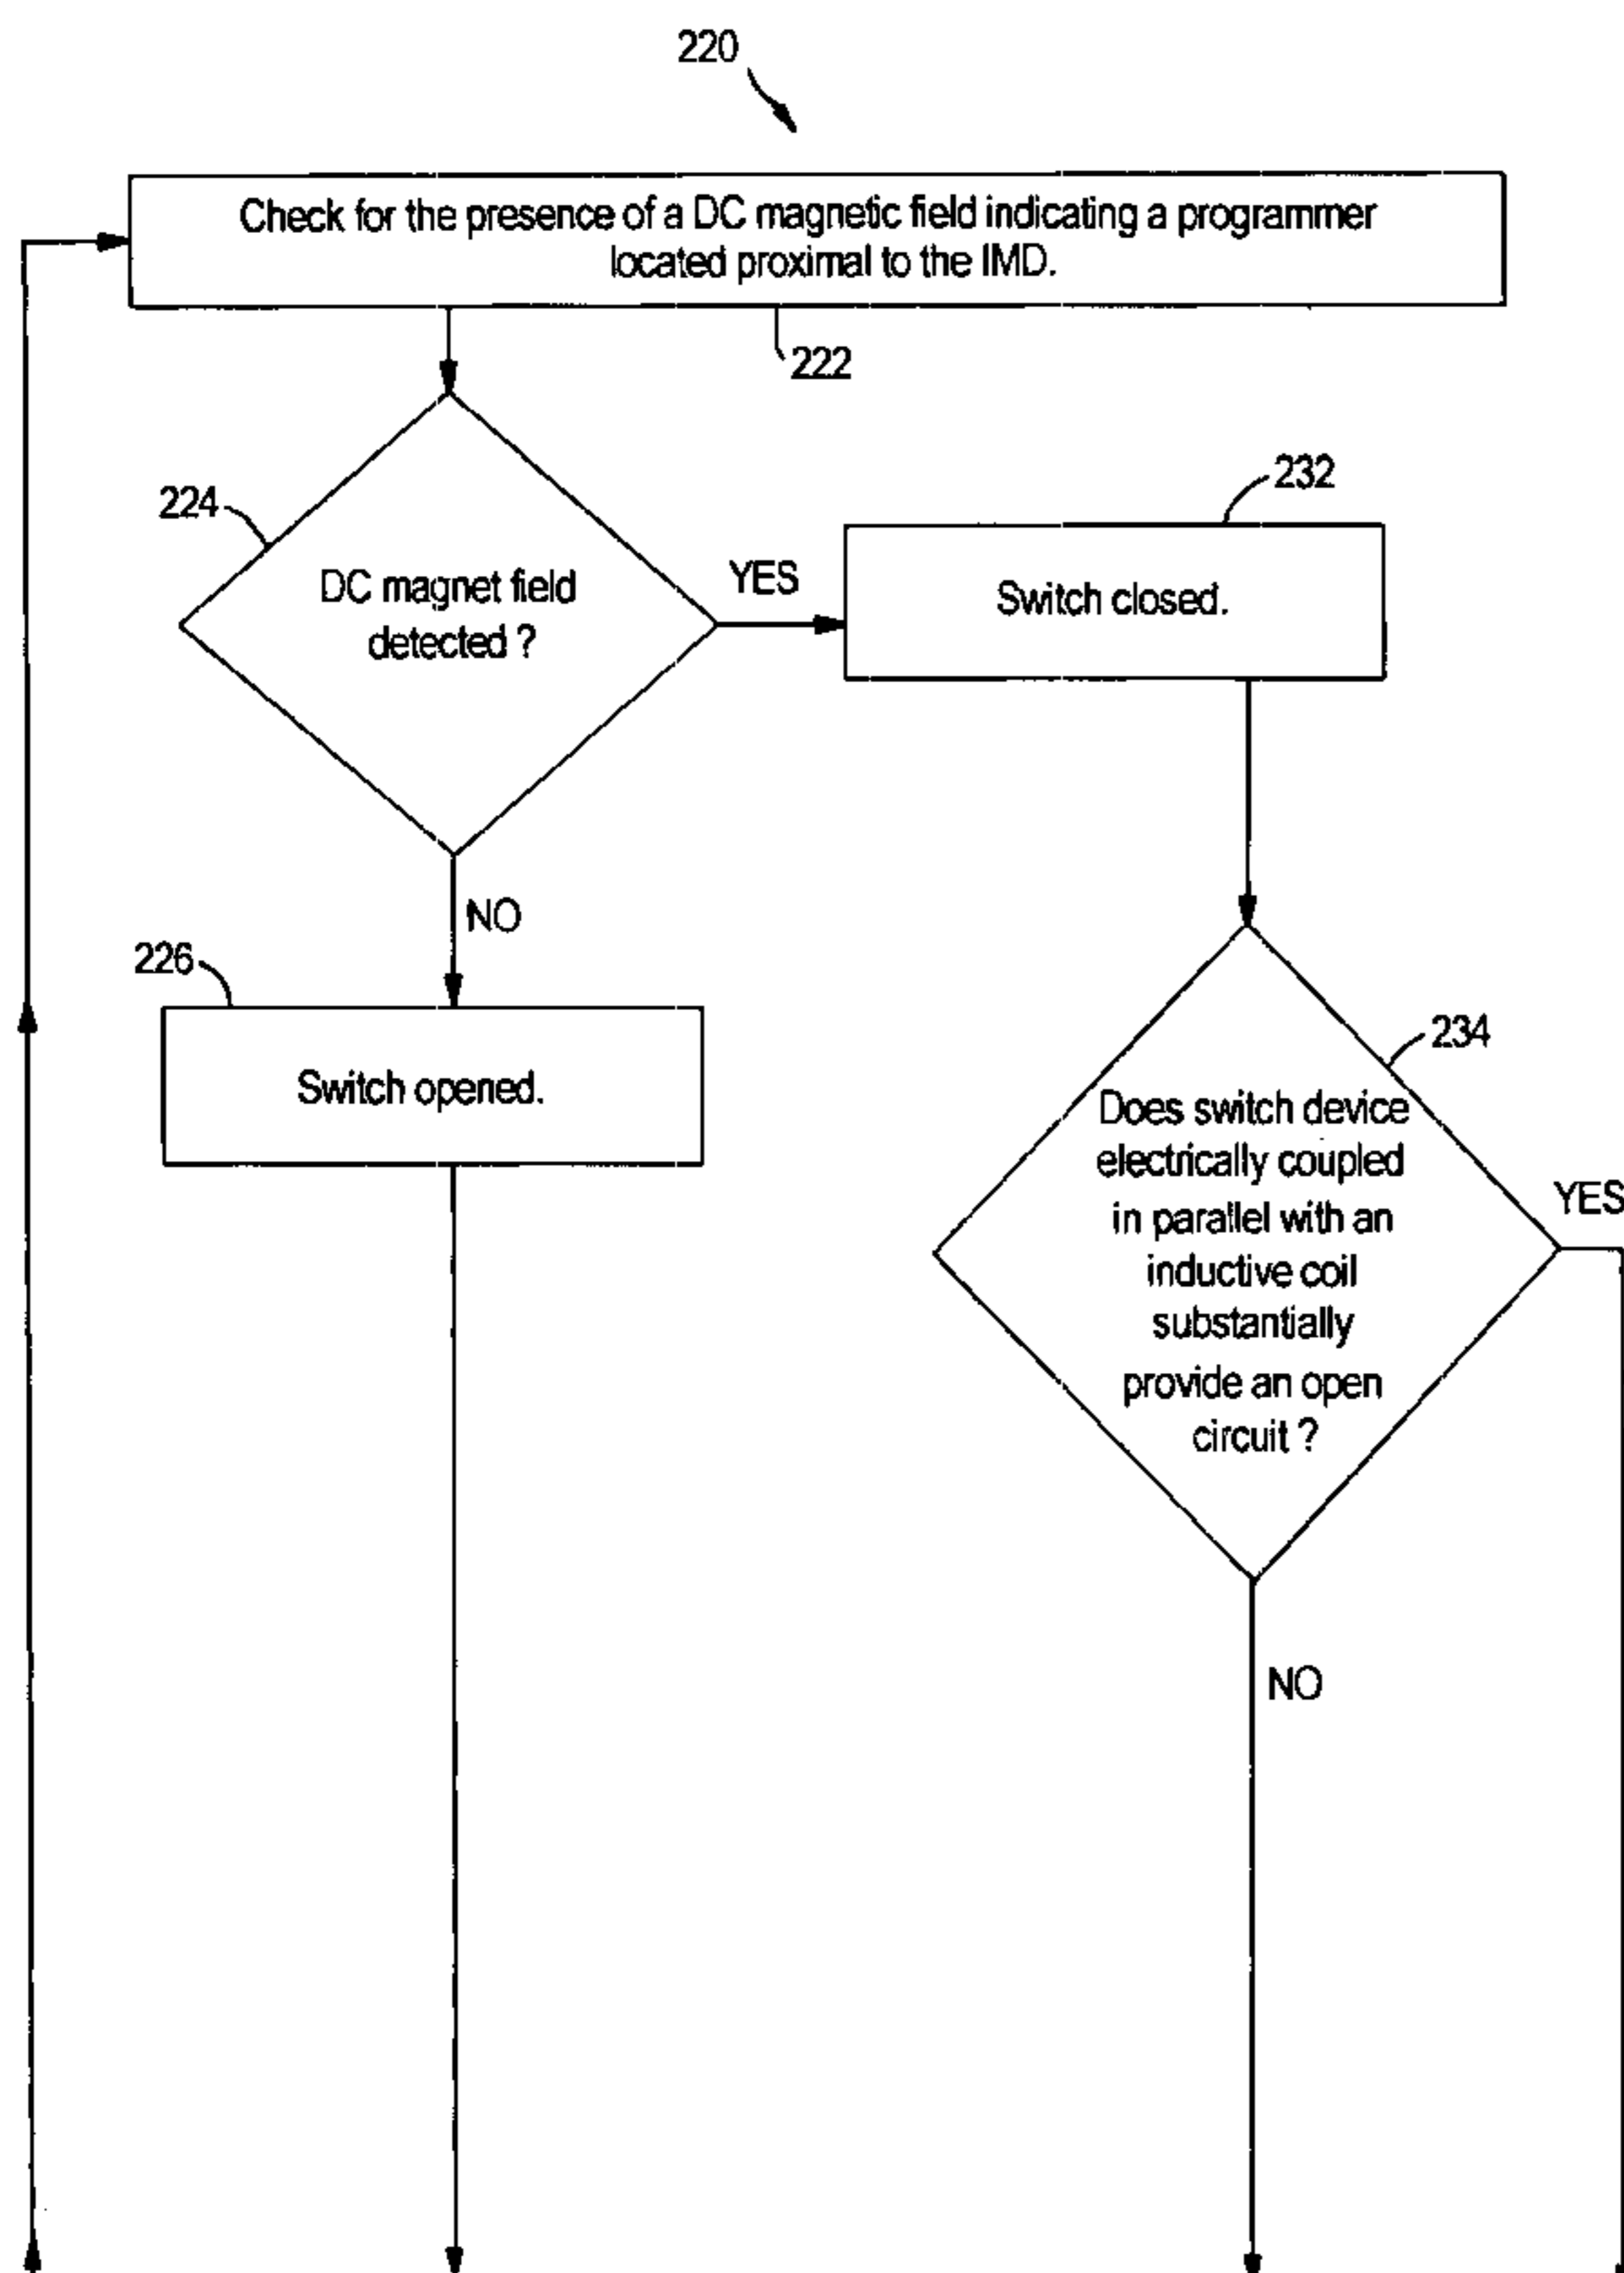 220
Check for the presence of a DC magnetic field indicating a programmer
located proximal to the IMD.
222
224
DC magnet field
detected ?
YES
232
Switch closed.
NO
226
Switch opened.
234
Does switch device
electrically coupled
in parallel with an
inductive coil
substantially
provide an open
circuit ?
YES
NO